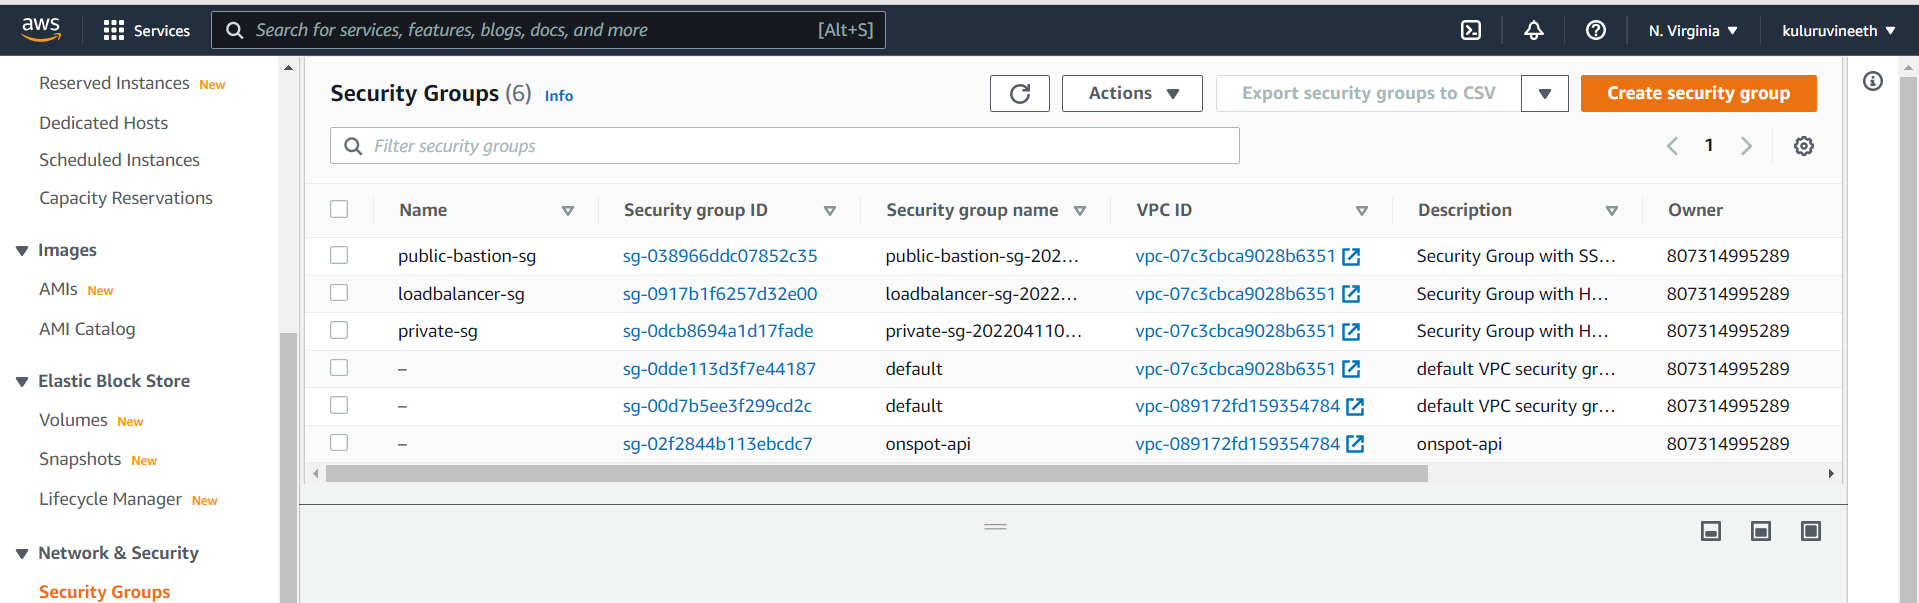 aws Services Search for services, features, blogs, docs, and more [Alt+S] N. Virginia ▼ kuluruvineeth ▼
Reserved Instances New
Dedicated Hosts
Scheduled Instances
Capacity Reservations
Images
AMIs New
AMI Catalog
Elastic Block Store
Volumes New
Snapshots New
Lifecycle Manager New
Network & Security
Security Groups
Security Groups (6) Info Actions ▼ Export security groups to CSV ▼ Create security group
Filter security groups
1
Name Security group ID Security group name VPC ID Description Owner
public-bastion-sg sg-038966ddc07852c35 public-bastion-sg-202... vpc-07c3cbca9028b6351 Security Group with SS... 807314995289
loadbalancer-sg sg-0917b1f6257d32e00 loadbalancer-sg-2022... vpc-07c3cbca9028b6351 Security Group with H... 807314995289
private-sg sg-0dcb8694a1d17fade private-sg-202204110... vpc-07c3cbca9028b6351 Security Group with H... 807314995289
– sg-0dde113d3f7e44187 default vpc-07c3cbca9028b6351 default VPC security gr... 807314995289
– sg-00d7b5ee3f299cd2c default vpc-089172fd159354784 default VPC security gr... 807314995289
– sg-02f2844b113ebcdc7 onspot-api vpc-089172fd159354784 onspot-api 807314995289